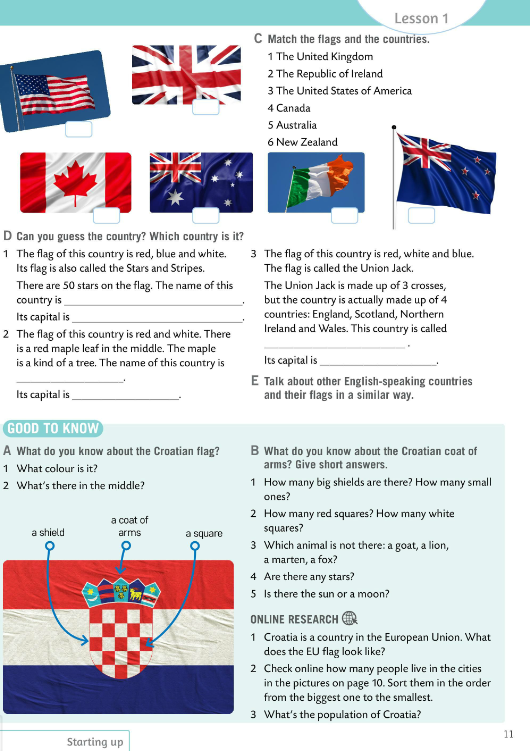 Lesson 1
C Match the flags and the countries.
1 The United Kingdom
2 The Republic of Ireland
3 The United States of America
4 Canada
5 Australia
6 New Zealand
D Can you guess the country? Which country is it?
1 The flag of this country is red, blue and white.
Its flag is also called the Stars and Stripes.
There are 50 stars on the flag. The name of this
country is ______________________________.
Its capital is ______________________________.
2 The flag of this country is red and white. There
is a red maple leaf in the middle. The maple
is a kind of a tree. The name of this country is
____________________.
Its capital is ____________________.
3 The flag of this country is red, white and blue.
The flag is called the Union Jack.
The Union Jack is made up of 3 crosses,
but the country is actually made up of 4
countries: England, Scotland, Northern
Ireland and Wales. This country is called
__________________________ .
Its capital is ______________________.
E Talk about other English-speaking countries
and their flags in a similar way.
GOOD TO KNOW
A What do you know about the Croatian flag?
1 What colour is it?
2 What's there in the middle?
a shield
a coat of
arms
a square
B What do you know about the Croatian coat of
arms? Give short answers.
1 How many big shields are there? How many small
ones?
2 How many red squares? How many white
squares?
3 Which animal is not there: a goat, a lion,
a marten, a fox?
4 Are there any stars?
5 Is there the sun or a moon?
ONLINE RESEARCH
1 Croatia is a country in the European Union. What
does the EU flag look like?
2 Check online how many people live in the cities
in the pictures on page 10. Sort them in the order
from the biggest one to the smallest.
3 What's the population of Croatia?
Starting up
11